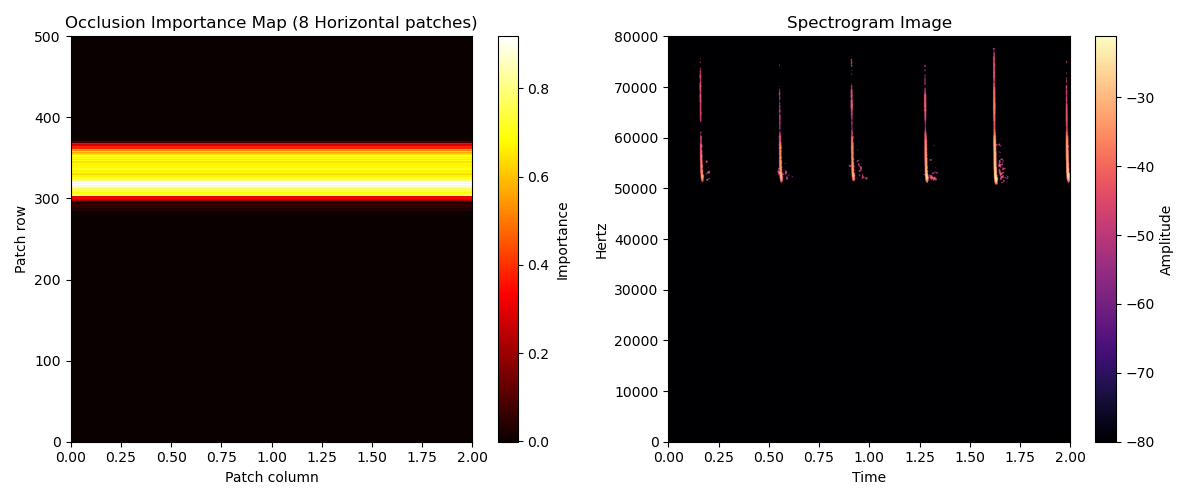 Occlusion Importance Map (8 Horizontal patches)
500
400
300
200
100
0
Patch row
0.00 0.25 0.50 0.75 1.00 1.25 1.50 1.75 2.00
Patch column
0.8
0.6
0.4
0.2
0.0
Importance
Spectrogram Image
80000
70000
60000
50000
40000
30000
20000
10000
0
Hertz
0.00 0.25 0.50 0.75 1.00 1.25 1.50 1.75 2.00
Time
−30
−40
−50
−60
−70
−80
Amplitude